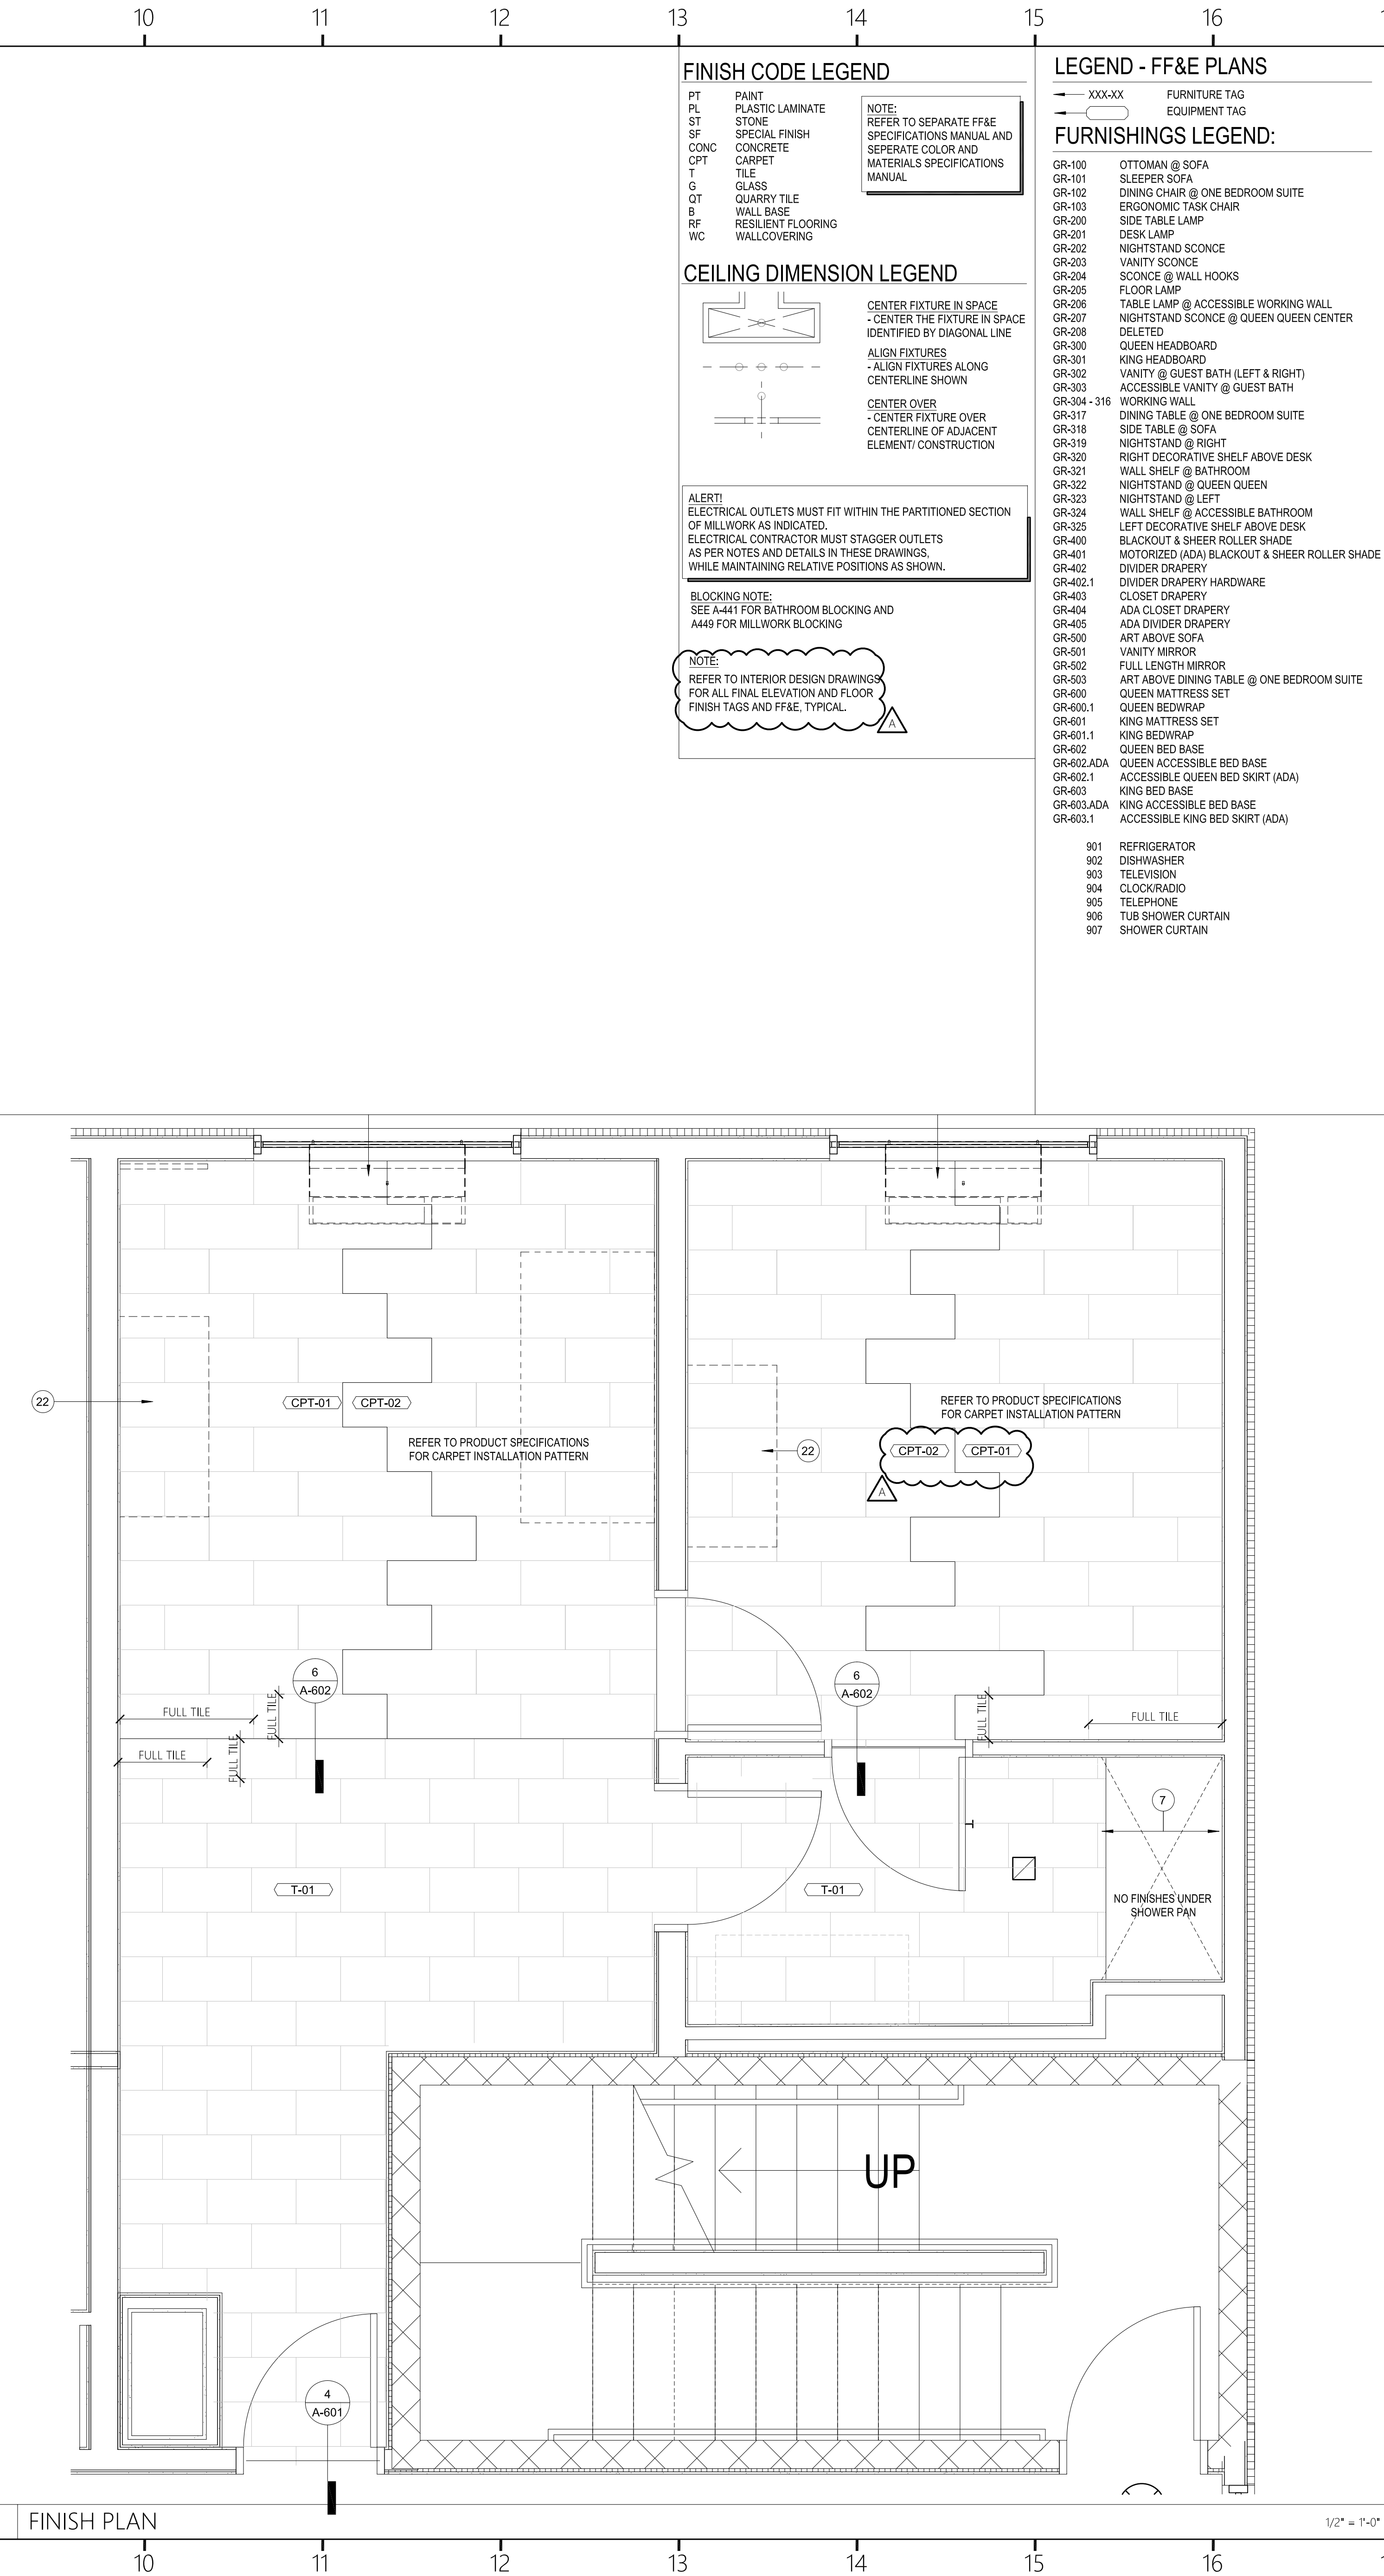 10 11 12 13 14 15 16
FINISH CODE LEGEND
PT PAINT
PL PLASTIC LAMINATE
ST STONE
SF SPECIAL FINISH
CONC CONCRETE
CPT CARPET
T TILE
G GLASS
QT QUARRY TILE
B WALL BASE
RF RESILIENT FLOORING
WC WALLCOVERING
NOTE:
REFER TO SEPARATE FF&E
SPECIFICATIONS MANUAL AND
SEPERATE COLOR AND
MATERIALS SPECIFICATIONS
MANUAL
CEILING DIMENSION LEGEND
CENTER FIXTURE IN SPACE
- CENTER THE FIXTURE IN SPACE
IDENTIFIED BY DIAGONAL LINE
ALIGN FIXTURES
- ALIGN FIXTURES ALONG
CENTERLINE SHOWN
CENTER OVER
- CENTER FIXTURE OVER
CENTERLINE OF ADJACENT
ELEMENT/ CONSTRUCTION
ALERT!
ELECTRICAL OUTLETS MUST FIT WITHIN THE PARTITIONED SECTION
OF MILLWORK AS INDICATED.
ELECTRICAL CONTRACTOR MUST STAGGER OUTLETS
AS PER NOTES AND DETAILS IN THESE DRAWINGS,
WHILE MAINTAINING RELATIVE POSITIONS AS SHOWN.
BLOCKING NOTE:
SEE A-441 FOR BATHROOM BLOCKING AND
A449 FOR MILLWORK BLOCKING
NOTE:
REFER TO INTERIOR DESIGN DRAWINGS
FOR ALL FINAL ELEVATION AND FLOOR
FINISH TAGS AND FF&E, TYPICAL.
A
LEGEND - FF&E PLANS
XXX-XX FURNITURE TAG
EQUIPMENT TAG
FURNISHINGS LEGEND:
GR-100 OTTOMAN @ SOFA
GR-101 SLEEPER SOFA
GR-102 DINING CHAIR @ ONE BEDROOM SUITE
GR-103 ERGONOMIC TASK CHAIR
GR-200 SIDE TABLE LAMP
GR-201 DESK LAMP
GR-202 NIGHTSTAND SCONCE
GR-203 VANITY SCONCE
GR-204 SCONCE @ WALL HOOKS
GR-205 FLOOR LAMP
GR-206 TABLE LAMP @ ACCESSIBLE WORKING WALL
GR-207 NIGHTSTAND SCONCE @ QUEEN QUEEN CENTER
GR-208 DELETED
GR-300 QUEEN HEADBOARD
GR-301 KING HEADBOARD
GR-302 VANITY @ GUEST BATH (LEFT & RIGHT)
GR-303 ACCESSIBLE VANITY @ GUEST BATH
GR-304 - 316 WORKING WALL
GR-317 DINING TABLE @ ONE BEDROOM SUITE
GR-318 SIDE TABLE @ SOFA
GR-319 NIGHTSTAND @ RIGHT
GR-320 RIGHT DECORATIVE SHELF ABOVE DESK
GR-321 WALL SHELF @ BATHROOM
GR-322 NIGHTSTAND @ QUEEN QUEEN
GR-323 NIGHTSTAND @ LEFT
GR-324 WALL SHELF @ ACCESSIBLE BATHROOM
GR-325 LEFT DECORATIVE SHELF ABOVE DESK
GR-400 BLACKOUT & SHEER ROLLER SHADE
GR-401 MOTORIZED (ADA) BLACKOUT & SHEER ROLLER SHADE
GR-402 DIVIDER DRAPERY
GR-402.1 DIVIDER DRAPERY HARDWARE
GR-403 CLOSET DRAPERY
GR-404 ADA CLOSET DRAPERY
GR-405 ADA DIVIDER DRAPERY
GR-500 ART ABOVE SOFA
GR-501 VANITY MIRROR
GR-502 FULL LENGTH MIRROR
GR-503 ART ABOVE DINING TABLE @ ONE BEDROOM SUITE
GR-600 QUEEN MATTRESS SET
GR-600.1 QUEEN BEDWRAP
GR-601 KING MATTRESS SET
GR-601.1 KING BEDWRAP
GR-602 QUEEN BED BASE
GR-602.ADA QUEEN ACCESSIBLE BED BASE
GR-602.1 ACCESSIBLE QUEEN BED SKIRT (ADA)
GR-603 KING BED BASE
GR-603.ADA KING ACCESSIBLE BED BASE
GR-603.1 ACCESSIBLE KING BED SKIRT (ADA)
901 REFRIGERATOR
902 DISHWASHER
903 TELEVISION
904 CLOCK/RADIO
905 TELEPHONE
906 TUB SHOWER CURTAIN
907 SHOWER CURTAIN
22
CPT-01 CPT-02
REFER TO PRODUCT SPECIFICATIONS
FOR CARPET INSTALLATION PATTERN
REFER TO PRODUCT SPECIFICATIONS
FOR CARPET INSTALLATION PATTERN
22
CPT-02 CPT-01
A
6
A-602
6
A-602
FULL TILE
FULL TILE
FULL TILE
FULL TILE
FULL TILE
FULL TILE
7
T-01
T-01
NO FINISHES UNDER
SHOWER PAN
UP
4
A-601
FINISH PLAN
1/2" = 1'-0"
10 11 12 13 14 15 16